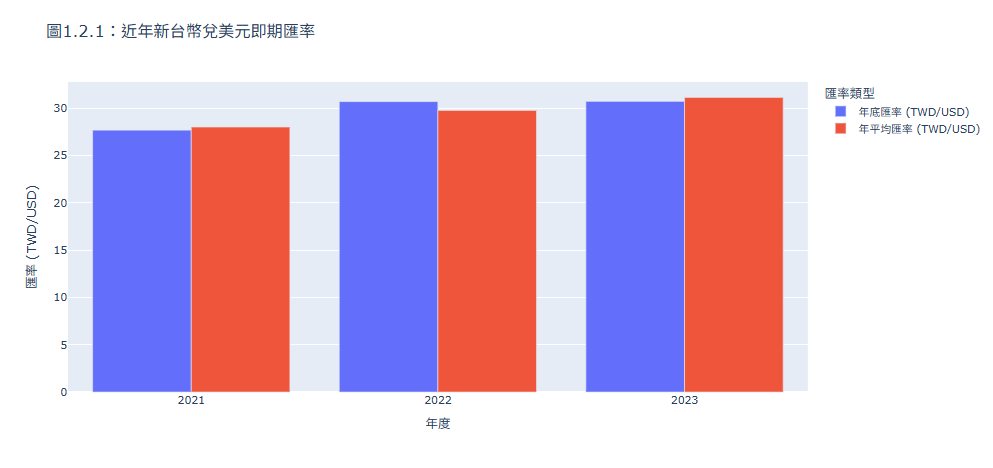 圖1.2.1：近年新台幣兌美元即期匯率
匯率類型
年底匯率 (TWD/USD)
年平均匯率 (TWD/USD)
匯率 (TWD/USD)
30
25
20
15
10
5
0
2021
2022
2023
年度